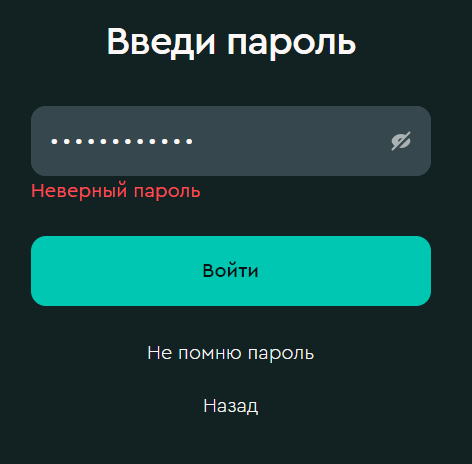 Введи пароль
••••••••••••
Неверный пароль
Войти
Не помню пароль
Назад